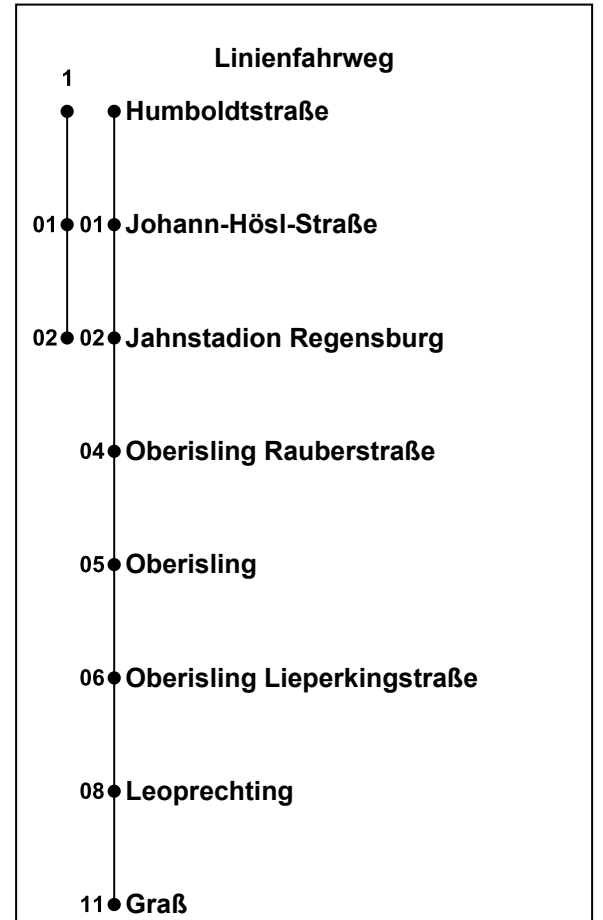 Linienfahrweg
1
Humboldtstraße
01 01 Johann-Hösl-Straße
02 02 Jahnstadion Regensburg
04 Oberisling Rauberstraße
05 Oberisling
06 Oberisling Lieperkingstraße
08 Leoprechting
11 Graß